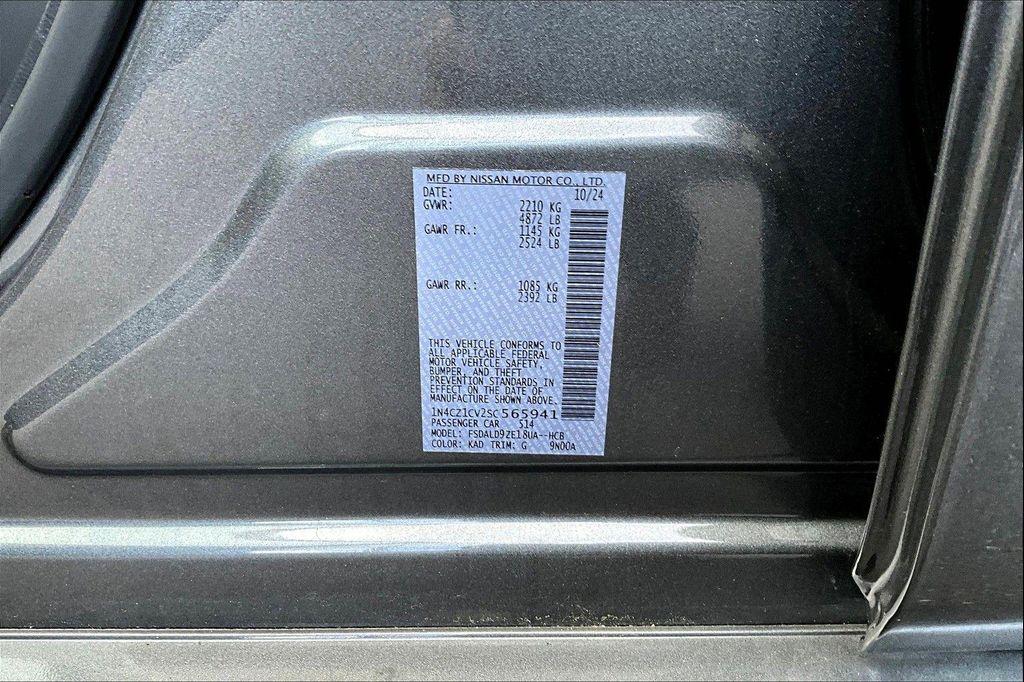 MFD BY NISSAN MOTOR CO., LTD.
DATE: 10/24
GVWR: 2210 KG
4872 LB
GAWR FR.: 1145 KG
2524 LB
GAWR RR.: 1085 KG
2392 LB
THIS VEHICLE CONFORMS TO
ALL APPLICABLE FEDERAL
MOTOR VEHICLE SAFETY,
BUMPER, AND THEFT
PREVENTION STANDARDS IN
EFFECT ON THE DATE OF
MANUFACTURE SHOWN ABOVE.
1N4CZ1CV2SC565941
PASSENGER CAR S14
MODEL: FSDALD9ZE18UA--HCB
COLOR: KAD TRIM: G 9N00A